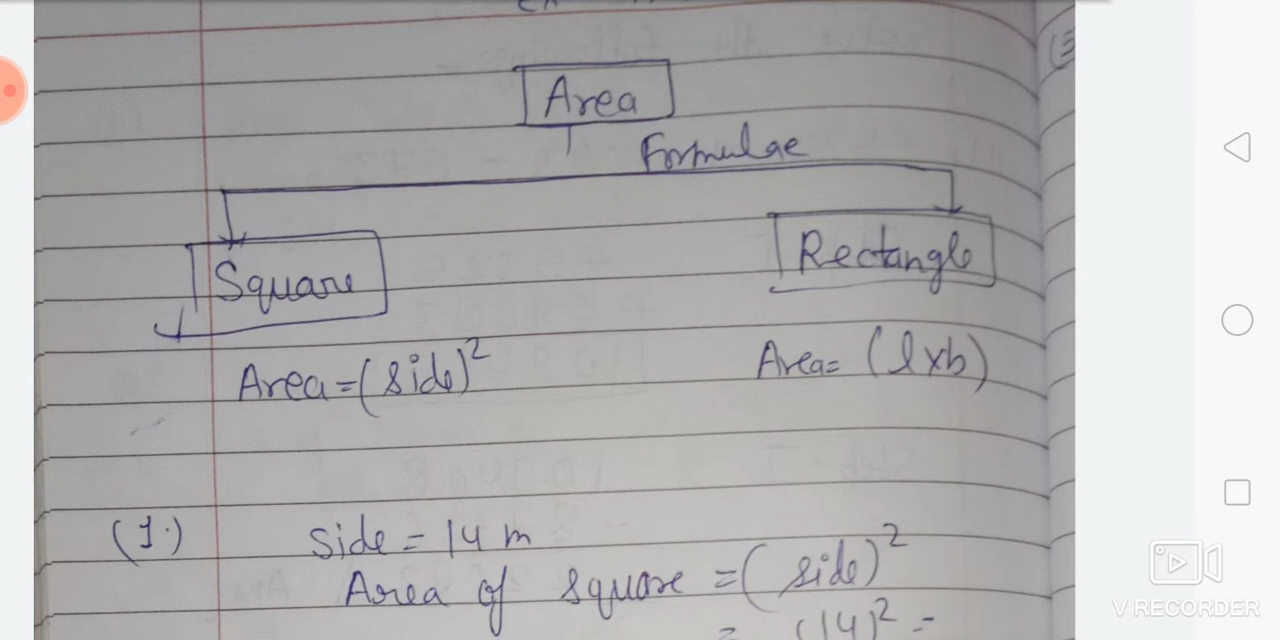 Area
Formulae
Square
Rectangle
Area=(side)²
Area= (l×b)
(1.) side = 14 m
Area of square = (side)²
= (14)² =
V RECORDER